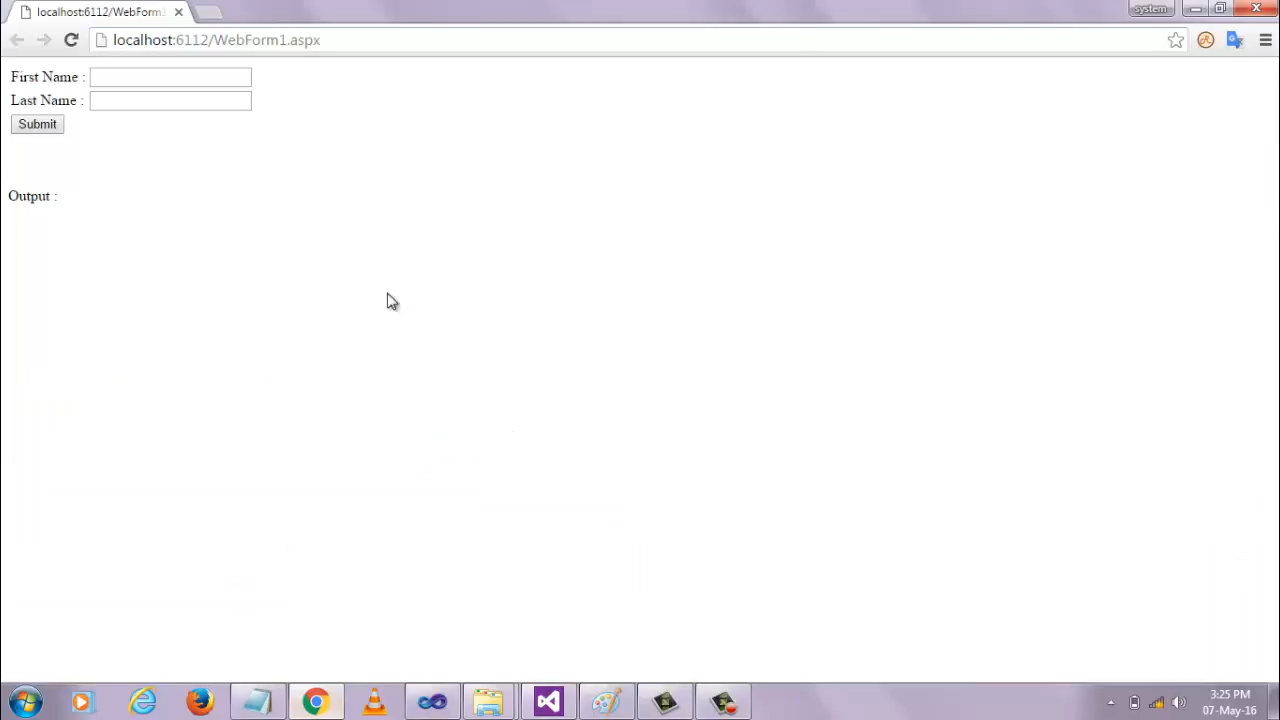 localhost:6112/WebForm1
system
localhost:6112/WebForm1.aspx
First Name :
Last Name :
Submit
Output :
3:25 PM
07-May-16